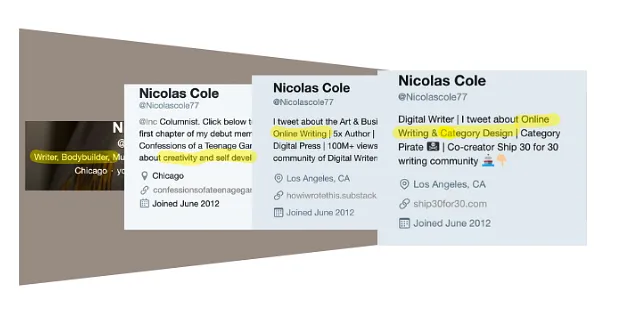 N
Writer, Bodybuilder, Mu
Chicago · yo
Nicolas Cole
@Nicolascole77
@Inc Columnist. Click below t
first chapter of my debut mem
Confessions of a Teenage Gar
about creativity and self devel
Chicago
confessionsofateenagegar
Joined June 2012
Nicolas Cole
@Nicolascole77
I tweet about the Art & Busi
Online Writing | 5x Author |
Digital Press | 100M+ views
community of Digital Writer
Los Angeles, CA
howiwrotethis.substack.
Joined June 2012
Nicolas Cole
@Nicolascole77
Digital Writer | I tweet about Online
Writing & Category Design | Category
Pirate 🏴‍☠️ | Co-creator Ship 30 for 30
writing community 🚢 👇🏻
Los Angeles, CA
ship30for30.com
Joined June 2012